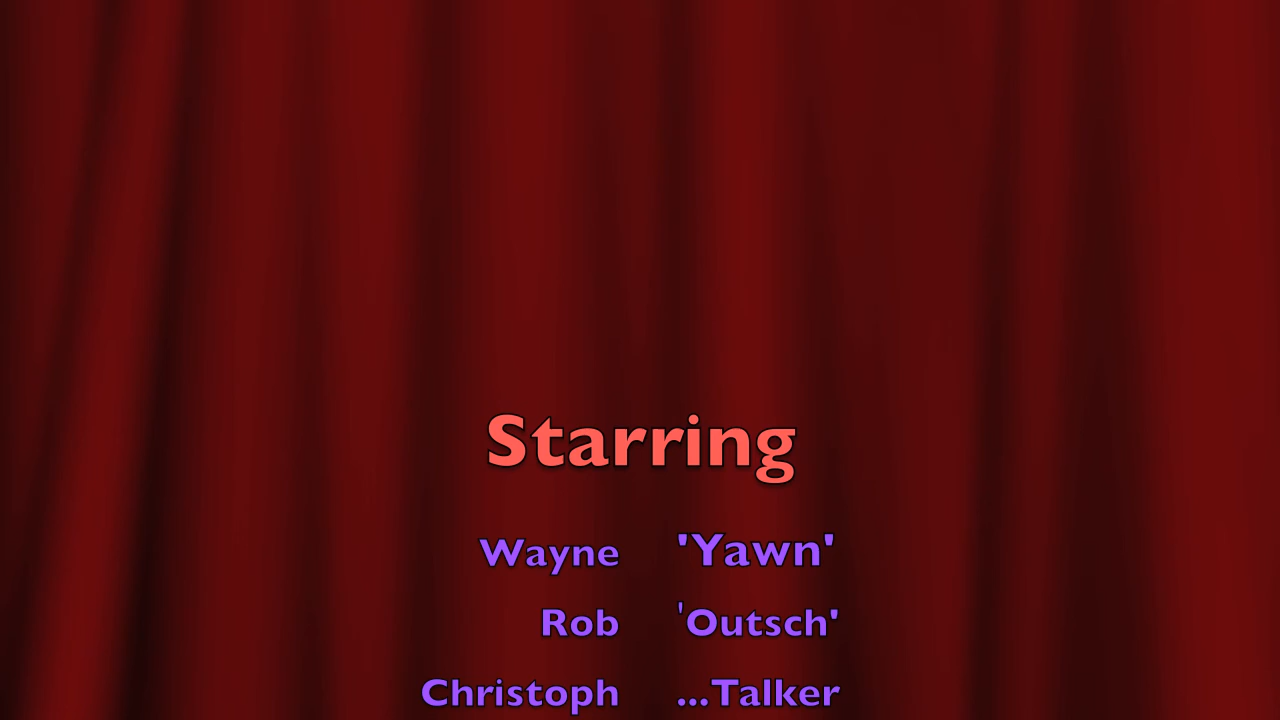 Starring
Wayne 'Yawn'
Rob 'Outsch'
Christoph ...Talker